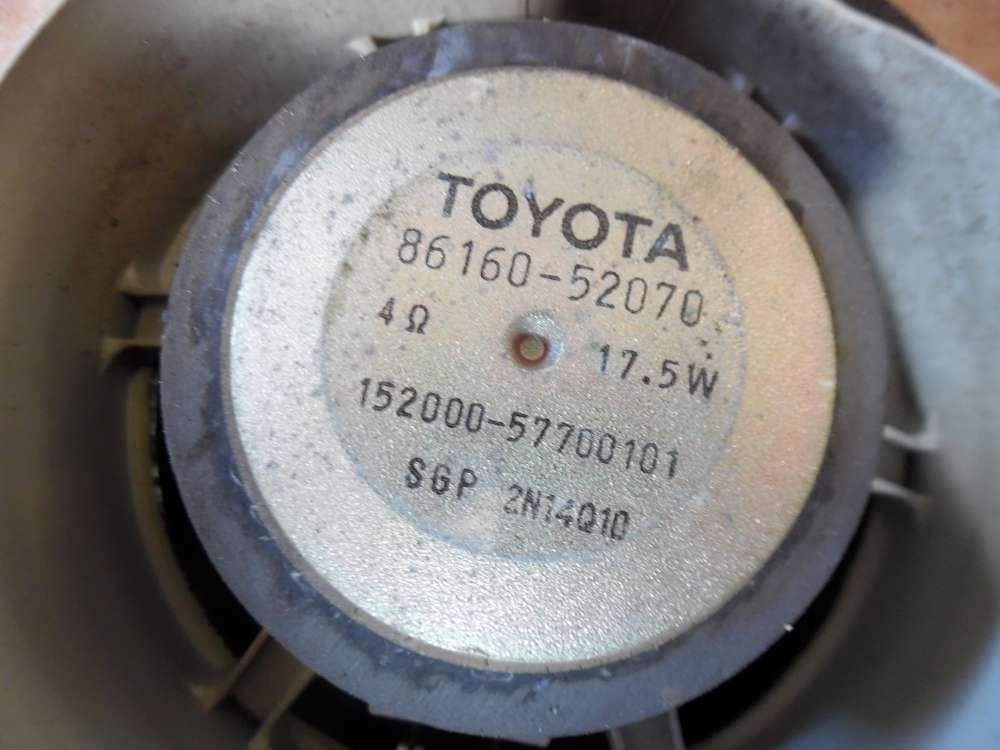 TOYOTA
86160-52070
4Ω 17.5W
152000-57700101
SGP 2N14Q10